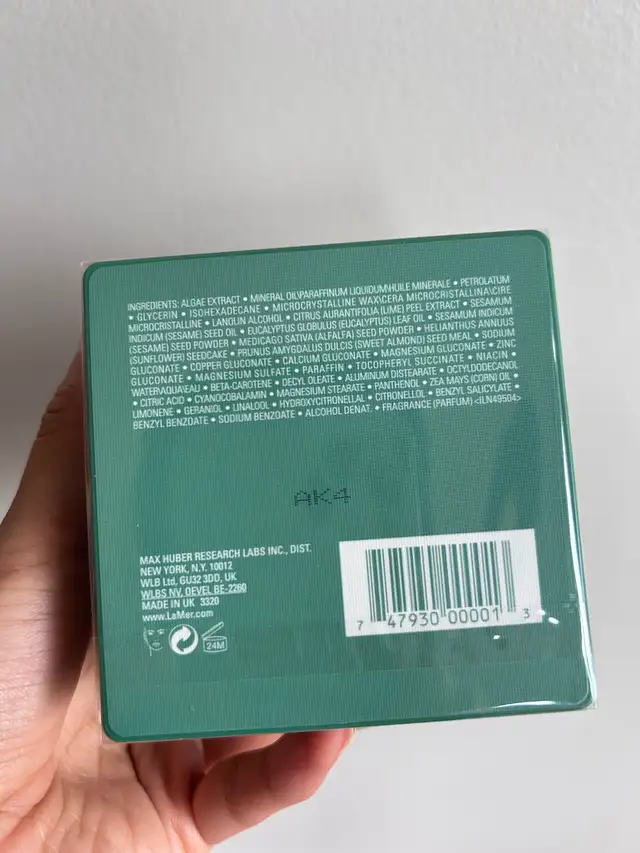 INGREDIENTS: ALGAE EXTRACT • MINERAL OIL\PARAFFINUM LIQUIDUM\HUILE MINERALE • PETROLATUM
• GLYCERIN • ISOHEXADECANE • MICROCRYSTALLINE WAX\CERA MICROCRISTALLINA\CIRE
MICROCRISTALLINE • LANOLIN ALCOHOL • CITRUS AURANTIFOLIA (LIME) PEEL EXTRACT • SESAMUM
INDICUM (SESAME) SEED OIL • EUCALYPTUS GLOBULUS (EUCALYPTUS) LEAF OIL • SESAMUM INDICUM
(SESAME) SEED POWDER • MEDICAGO SATIVA (ALFALFA) SEED POWDER • HELIANTHUS ANNUUS
(SUNFLOWER) SEEDCAKE • PRUNUS AMYGDALUS DULCIS (SWEET ALMOND) SEED MEAL • SODIUM
GLUCONATE • COPPER GLUCONATE • CALCIUM GLUCONATE • MAGNESIUM GLUCONATE • ZINC
GLUCONATE • MAGNESIUM SULFATE • PARAFFIN • TOCOPHERYL SUCCINATE • NIACIN •
WATER\AQUA\EAU • BETA-CAROTENE • DECYL OLEATE • ALUMINUM DISTEARATE • OCTYLDODECANOL
• CITRIC ACID • CYANOCOBALAMIN • MAGNESIUM STEARATE • PANTHENOL • ZEA MAYS (CORN) OIL •
LIMONENE • GERANIOL • LINALOOL • HYDROXYCITRONELLAL • CITRONELLOL • BENZYL SALICYLATE •
BENZYL BENZOATE • SODIUM BENZOATE • ALCOHOL DENAT. • FRAGRANCE (PARFUM) <ILN49504>
AK4
MAX HUBER RESEARCH LABS INC., DIST.
NEW YORK, N.Y. 10012
WLB Ltd, GU32 3DD, UK
WLBS NV, OEVEL BE-2260
MADE IN UK 3320
www.LaMer.com
24M
7 47930 00001 3